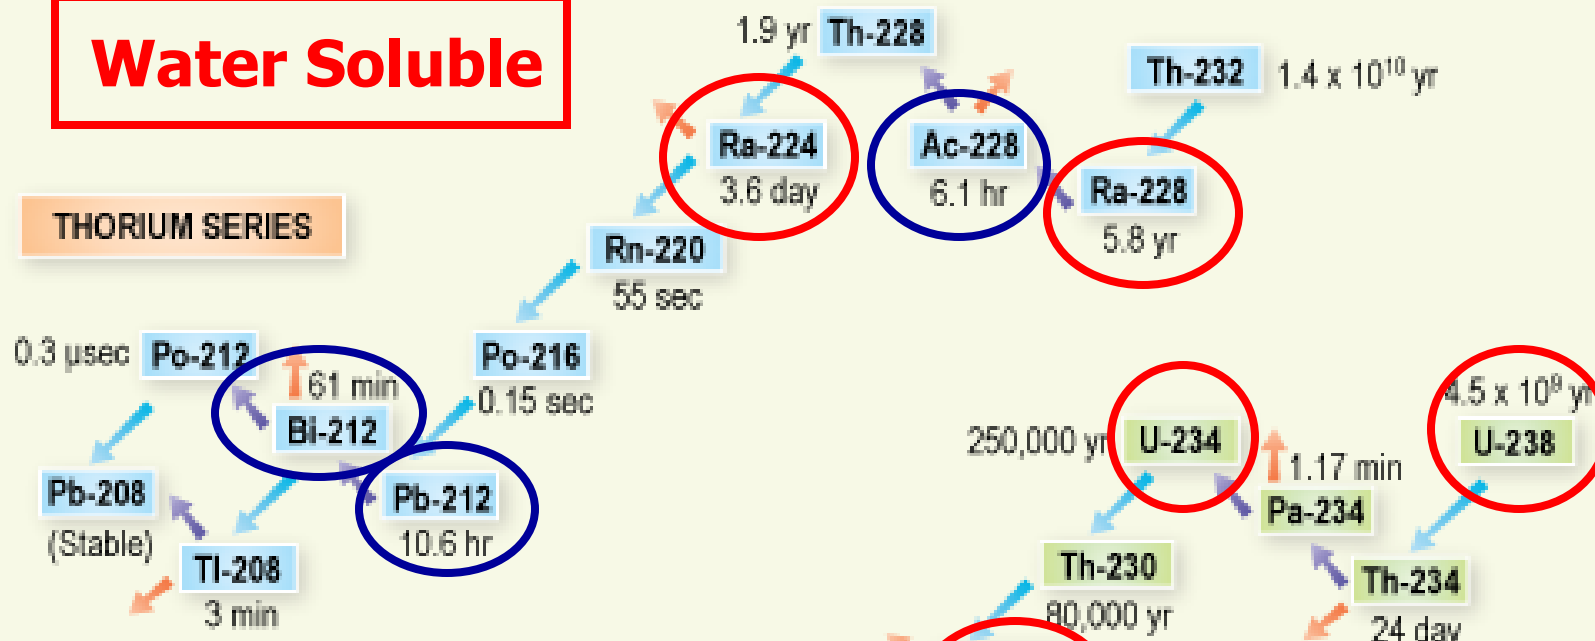 Water Soluble
1.9 yr Th-228
Th-232 1.4 x 10¹⁰ yr
Ra-224
3.6 day
Ac-228
6.1 hr
Ra-228
5.8 yr
THORIUM SERIES
Rn-220
55 sec
0.3 µsec Po-212
61 min
Bi-212
Po-216
0.15 sec
4.5 x 10⁹ yr
U-238
250,000 yr U-234
1.17 min
Pa-234
Pb-208
(Stable)
Pb-212
10.6 hr
Tl-208
3 min
Th-230
80,000 yr
Th-234
24 day